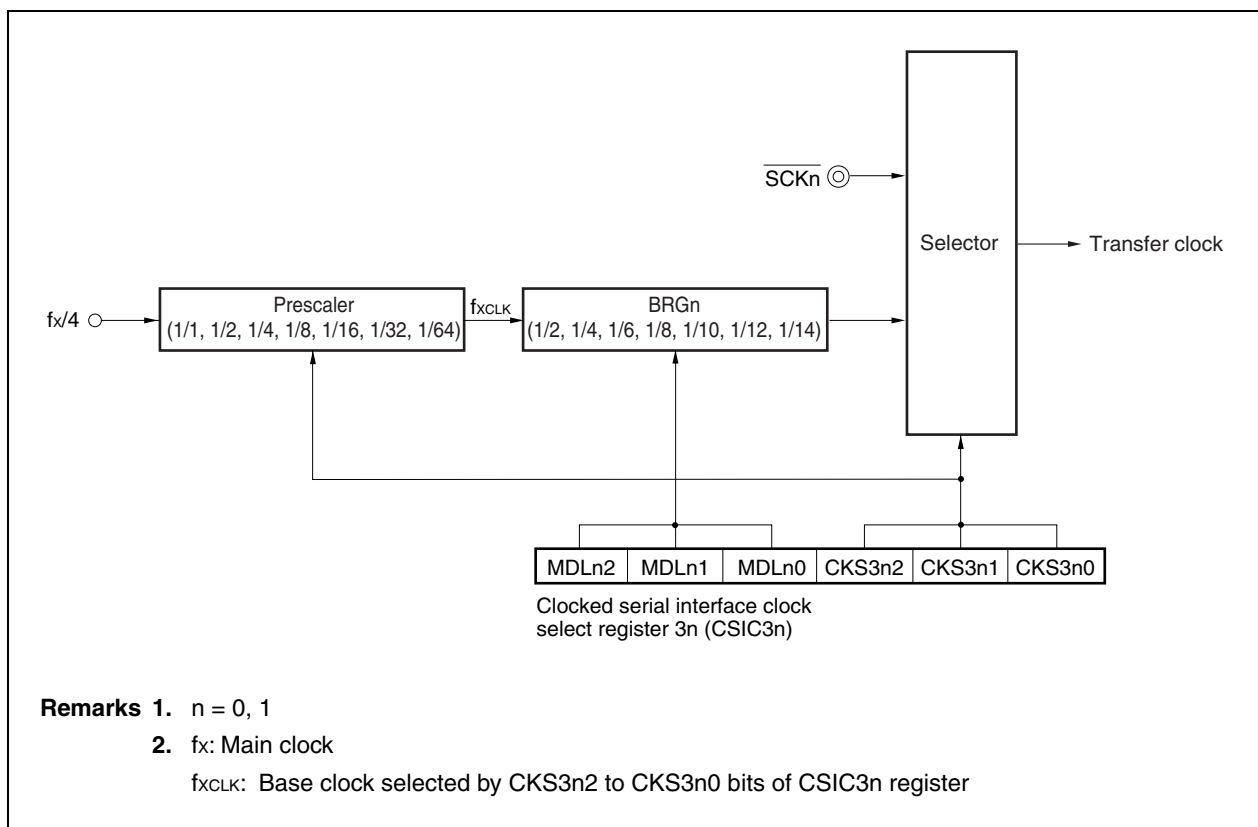 SCKn
Selector
Transfer clock
fx/4
Prescaler
(1/1, 1/2, 1/4, 1/8, 1/16, 1/32, 1/64)
fXCLK
BRGn
(1/2, 1/4, 1/6, 1/8, 1/10, 1/12, 1/14)
MDLn2 MDLn1 MDLn0 CKS3n2 CKS3n1 CKS3n0
Clocked serial interface clock
select register 3n (CSIC3n)
Remarks 1. n = 0, 1
2. fx: Main clock
fXCLK: Base clock selected by CKS3n2 to CKS3n0 bits of CSIC3n register